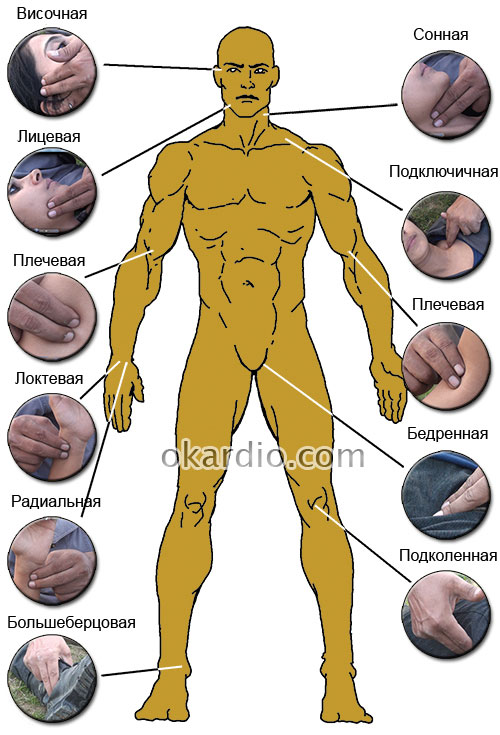 Височная
Сонная
Лицевая
Подключичная
Плечевая
Плечевая
Локтевая
Бедренная
okardio.com
Радиальная
Подколенная
Большеберцовая